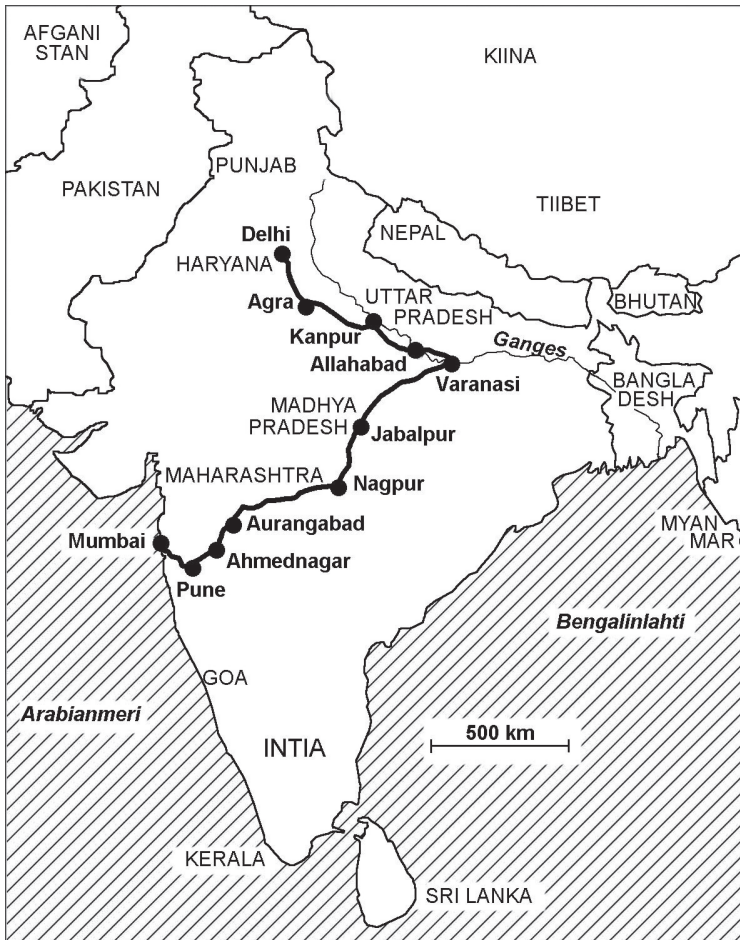 AFGANI
STAN
KIINA
PUNJAB
PAKISTAN
TIIBET
Delhi
NEPAL
HARYANA
BHUTAN
Agra
UTTAR
PRADESH
Kanpur
Ganges
Allahabad
Varanasi
BANGLA
DESH
MADHYA
PRADESH
Jabalpur
MAHARASHTRA
Nagpur
Aurangabad
MYAN
MAR
Mumbai
Ahmednagar
Pune
Bengalinlahti
GOA
Arabianmeri
500 km
INTIA
KERALA
SRI LANKA